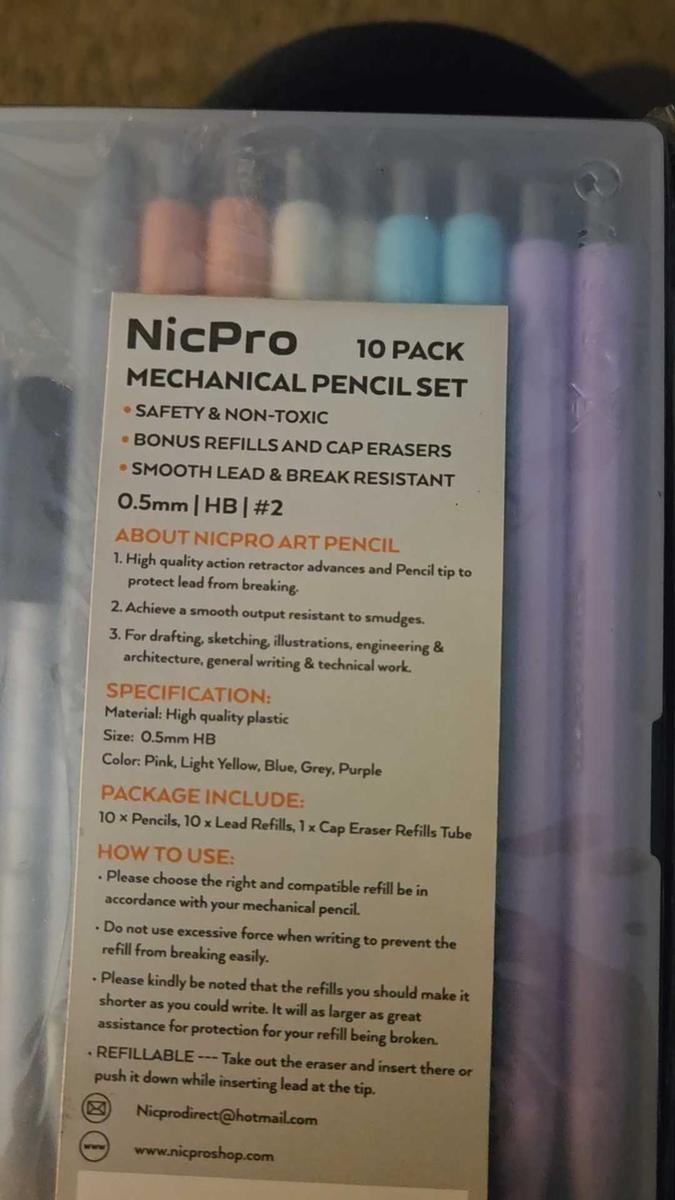 NicPro 10 PACK
MECHANICAL PENCIL SET
• SAFETY & NON-TOXIC
• BONUS REFILLS AND CAP ERASERS
• SMOOTH LEAD & BREAK RESISTANT
0.5mm | HB | #2
ABOUT NICPRO ART PENCIL
1. High quality action retractor advances and Pencil tip to
protect lead from breaking.
2. Achieve a smooth output resistant to smudges.
3. For drafting, sketching, illustrations, engineering &
architecture, general writing & technical work.
SPECIFICATION:
Material: High quality plastic
Size: 0.5mm HB
Color: Pink, Light Yellow, Blue, Grey, Purple
PACKAGE INCLUDE:
10 × Pencils, 10 x Lead Refills, 1 x Cap Eraser Refills Tube
HOW TO USE:
· Please choose the right and compatible refill be in
accordance with your mechanical pencil.
· Do not use excessive force when writing to prevent the
refill from breaking easily.
· Please kindly be noted that the refills you should make it
shorter as you could write. It will as larger as great
assistance for protection for your refill being broken.
· REFILLABLE --- Take out the eraser and insert there or
push it down while inserting lead at the tip.
Nicprodirect@hotmail.com
www www.nicproshop.com